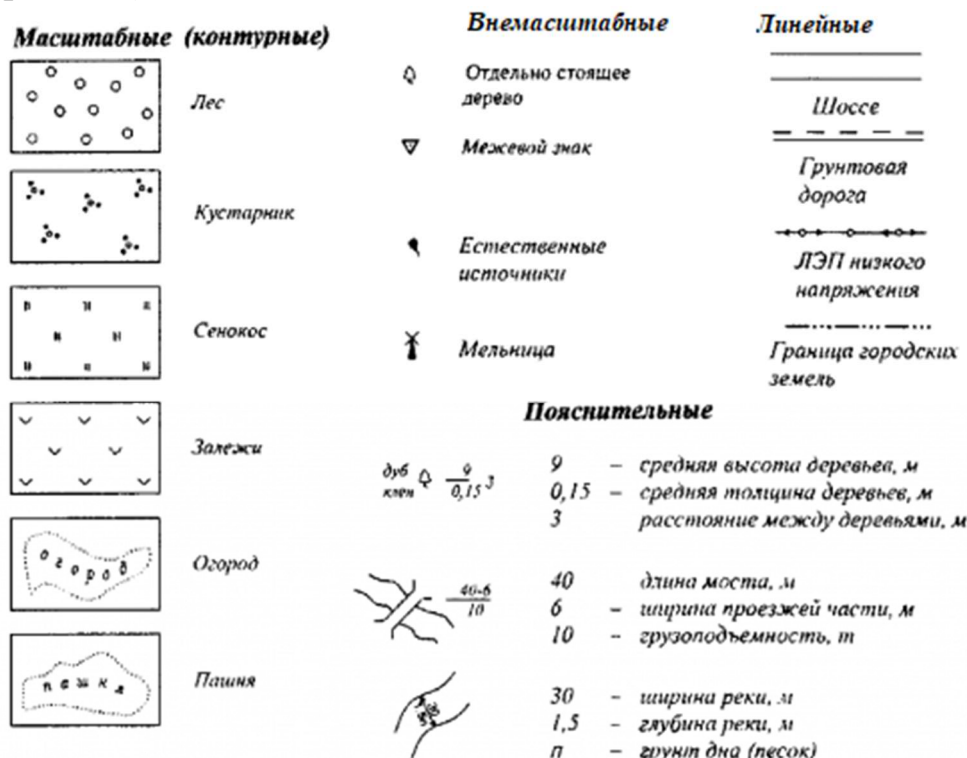 Масштабные (контурные)
Лес
Кустарник
Сенокос
Залежи
огород
Огород
пашня
Пашня
Внемасштабные
Отдельно стоящее
дерево
Межевой знак
Естественные
источники
Мельница
Линейные
Шоссе
Грунтовая
дорога
ЛЭП низкого
напряжения
Граница городских
земель
Пояснительные
дуб
клен
9
0,15 3
9 – средняя высота деревьев, м
0,15 – средняя толщина деревьев, м
3 расстояние между деревьями, м
40-6
10
40 длина моста, м
6 – ширина проезжей части, м
10 – грузоподъемность, т
30 – ширина реки, м
1,5 – глубина реки, м
п – грунт дна (песок)